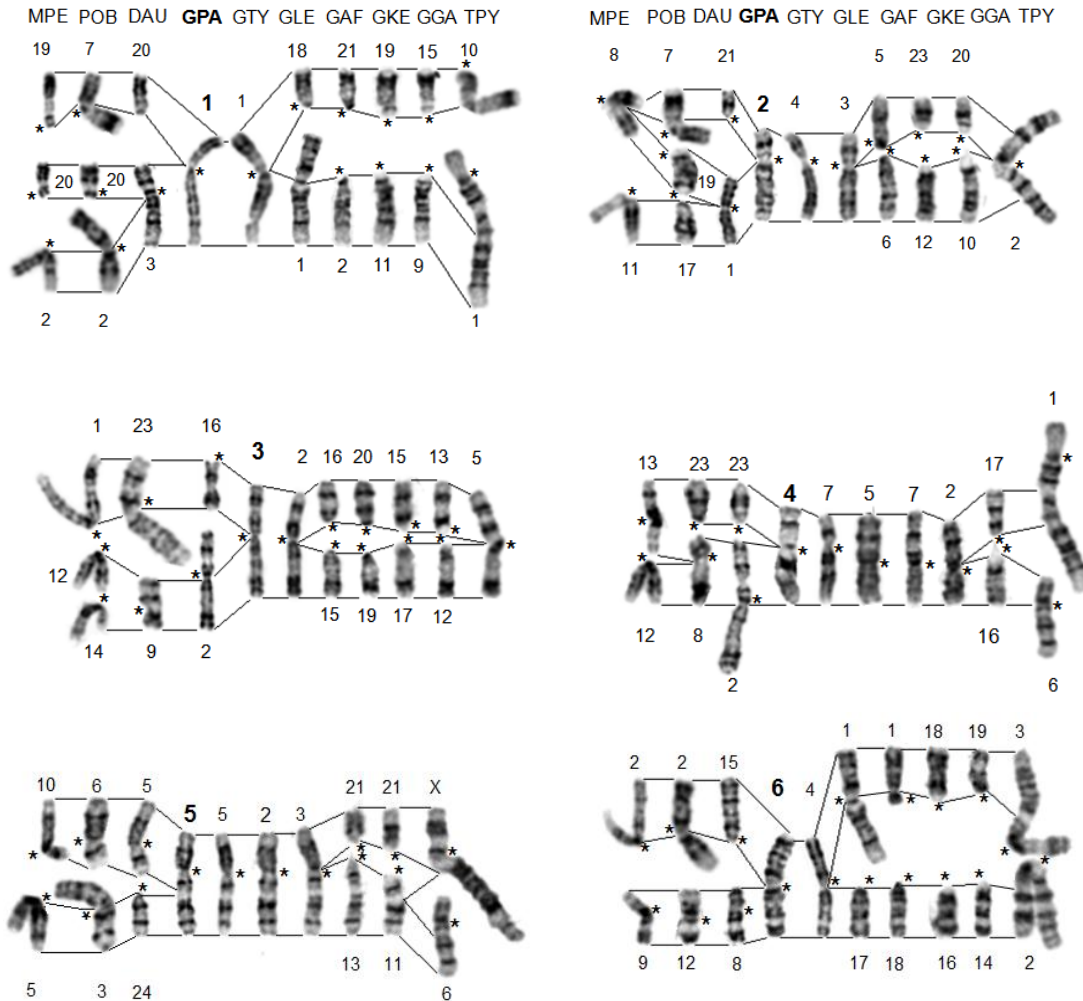 MPE POB DAU GPA GTY GLE GAF GKE GGA TPY
MPE POB DAU GPA GTY GLE GAF GKE GGA TPY
19 7 20 1 1 18 21 19 15 10
20 20
3 1 2 11 9
2 2 1
8 7 21 2 4 3 5 23 20
19
11 17 1 6 12 10 2
1 23 16 3 2 16 20 15 13 5
12 15 19 17 12
14 9 2
1
13 23 23 4 7 5 7 2 17
12 8 16
2 6
10 6 5 5 5 2 3 21 21 X
13 11
5 3 24 6
1 1 18 19 3
2 2 15 6 4
9 12 8 17 18 16 14 2